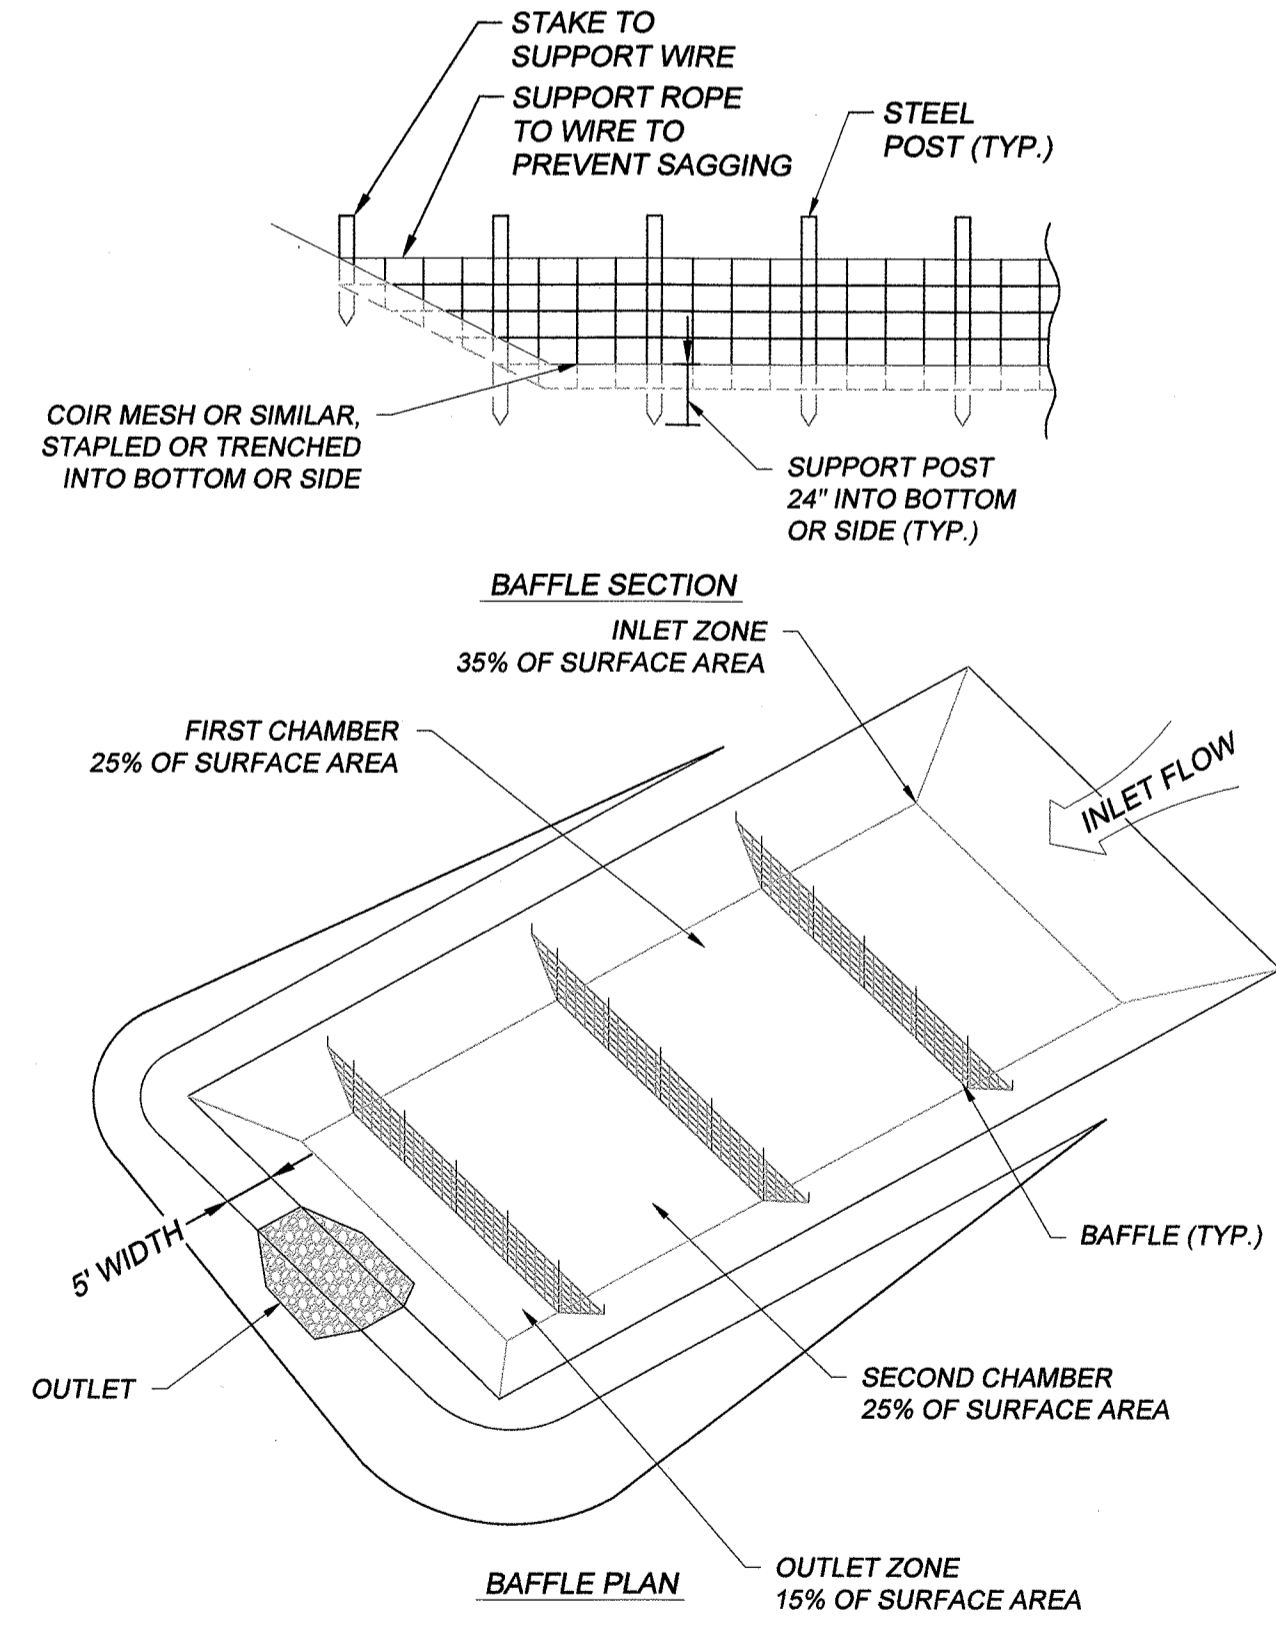 STAKE TO
SUPPORT WIRE
SUPPORT ROPE
TO WIRE TO
PREVENT SAGGING
STEEL
POST (TYP.)
COIR MESH OR SIMILAR,
STAPLED OR TRENCHED
INTO BOTTOM OR SIDE
SUPPORT POST
24" INTO BOTTOM
OR SIDE (TYP.)
BAFFLE SECTION
INLET ZONE
35% OF SURFACE AREA
FIRST CHAMBER
25% OF SURFACE AREA
INLET FLOW
5' WIDTH
BAFFLE (TYP.)
OUTLET
SECOND CHAMBER
25% OF SURFACE AREA
OUTLET ZONE
15% OF SURFACE AREA
BAFFLE PLAN